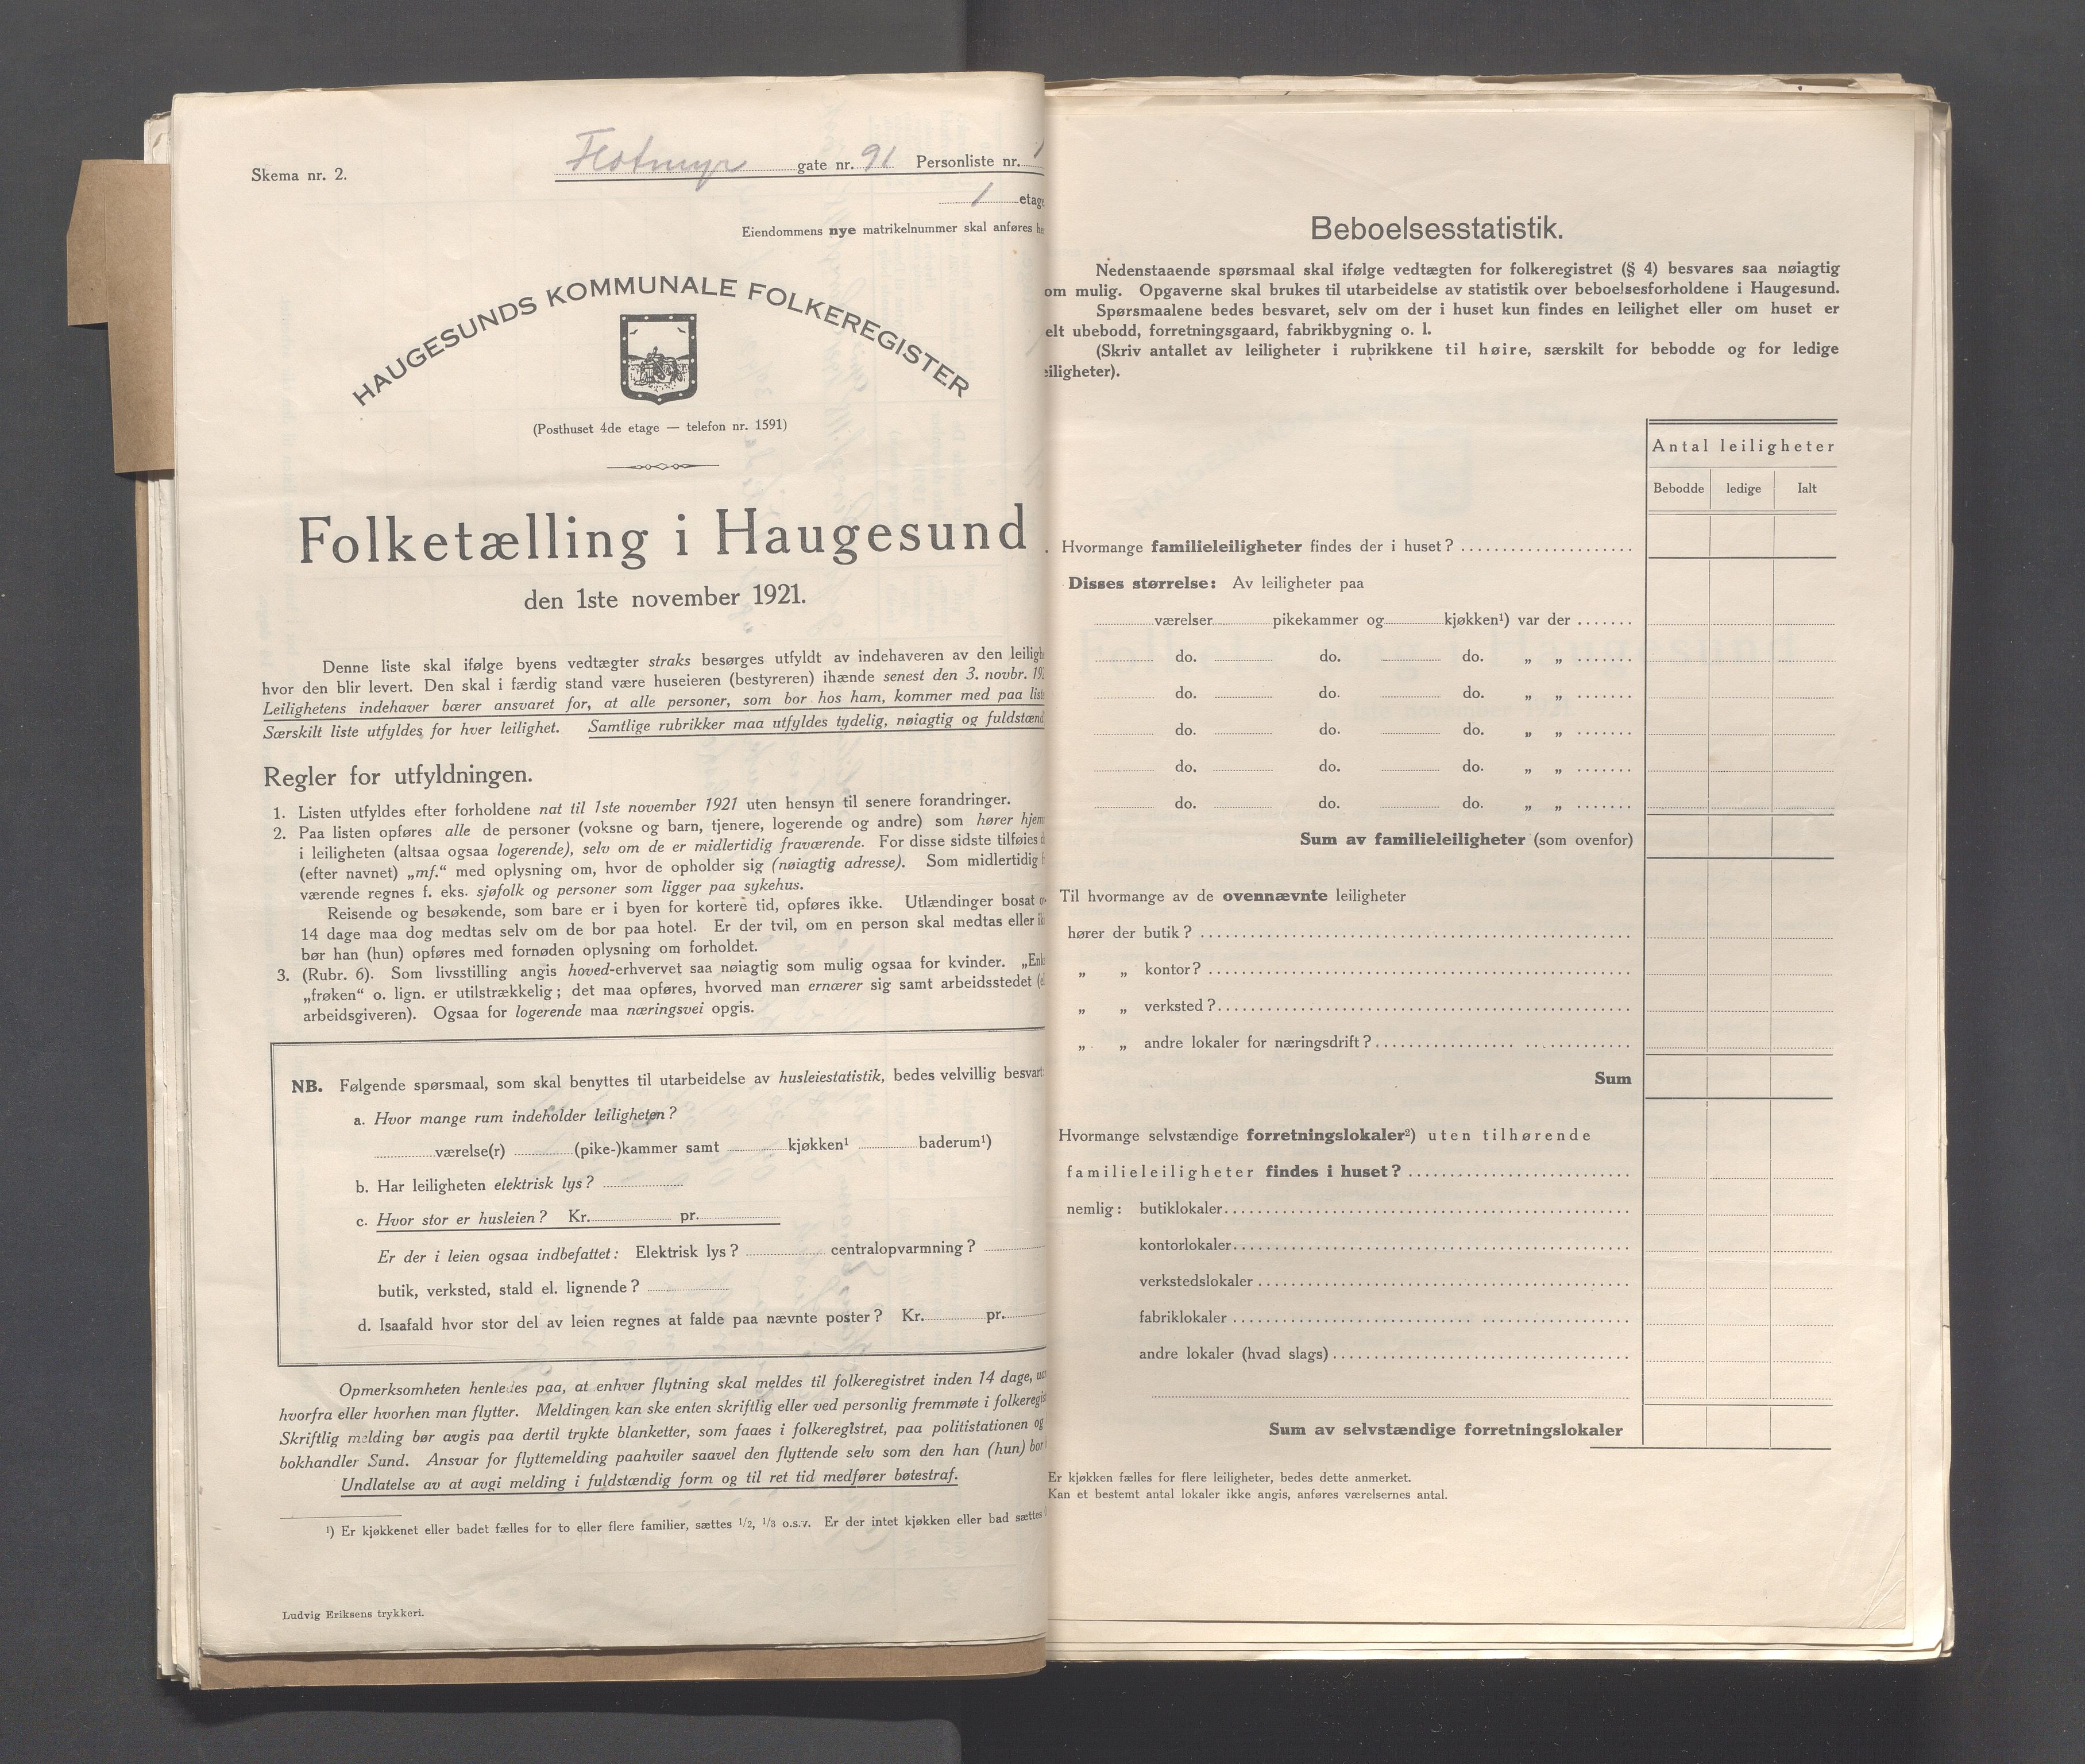 Skema nr. 2.
Flotmyr gate nr. 91 Personliste nr. 1
1 etage
Eiendommens nye matrikelnummer skal anføres her
HAUGESUNDS KOMMUNALE FOLKEREGISTER
(Posthuset 4de etage — telefon nr. 1591)
Folketælling i Haugesund
den 1ste november 1921.
Denne liste skal ifølge byens vedtægter straks besørges utfyldt av indehaveren av den leilighe
hvor den blir levert. Den skal i færdig stand være huseieren (bestyreren) ihænde senest den 3. novbr. 192
Leilighetens indehaver bærer ansvaret for, at alle personer, som bor hos ham, kommer med paa liste
Særskilt liste utfyldes for hver leilighet. Samtlige rubrikker maa utfyldes tydelig, nøiagtig og fuldstænd
Regler for utfyldningen.
1. Listen utfyldes efter forholdene nat til 1ste november 1921 uten hensyn til senere forandringer.
2. Paa listen opføres alle de personer (voksne og barn, tjenere, logerende og andre) som hører hjem
i leiligheten (altsaa ogsaa logerende), selv om de er midlertidig fraværende. For disse sidste tilføies d
(efter navnet) „mf.“ med oplysning om, hvor de opholder sig (nøiagtig adresse). Som midlertidig f
værende regnes f. eks. sjøfolk og personer som ligger paa sykehus.
Reisende og besøkende, som bare er i byen for kortere tid, opføres ikke. Utlændinger bosat o
14 dage maa dog medtas selv om de bor paa hotel. Er der tvil, om en person skal medtas eller ik
bør han (hun) opføres med fornøden oplysning om forholdet.
3. (Rubr. 6). Som livsstilling angis hoved-erhvervet saa nøiagtig som mulig ogsaa for kvinder. „Enk
„frøken“ o. lign. er utilstrækkelig; det maa opføres, hvorved man ernærer sig samt arbeidsstedet (el
arbeidsgiveren). Ogsaa for logerende maa næringsvei opgis.
NB. Følgende spørsmaal, som skal benyttes til utarbeidelse av husleiestatistik, bedes velvillig besvart:
a. Hvor mange rum indeholder leiligheten?
værelse(r) (pike-)kammer samt kjøkken¹ baderum¹)
b. Har leiligheten elektrisk lys?
c. Hvor stor er husleien? Kr. pr.
Er der i leien ogsaa indbefattet: Elektrisk lys? centralopvarmning?
butik, verksted, stald el. lignende?
d. Isaafald hvor stor del av leien regnes at falde paa nævnte poster? Kr. pr.
Opmerksomheten henledes paa, at enhver flytning skal meldes til folkeregistret inden 14 dage, uan
hvorfra eller hvorhen man flytter. Meldingen kan ske enten skriftlig eller ved personlig fremmøte i folkeregis
Skriftlig melding bør avgis paa dertil trykte blanketter, som faaes i folkeregistret, paa politistationen og
bokhandler Sund. Ansvar for flyttemelding paahviler saavel den flyttende selv som den han (hun) bor
Undlatelse av at avgi melding i fuldstændig form og til ret tid medfører bøtestraf.
¹) Er kjøkkenet eller badet fælles for to eller flere familier, sættes 1/2, 1/3 o.s.v. Er der intet kjøkken eller bad sættes
Ludvig Eriksens trykkeri.
Beboelsesstatistik.
Nedenstaaende spørsmaal skal ifølge vedtægten for folkeregistret (§ 4) besvares saa nøiagtig
om mulig. Opgaverne skal brukes til utarbeidelse av statistik over beboelsesforholdene i Haugesund.
Spørsmaalene bedes besvaret, selv om der i huset kun findes en leilighet eller om huset er
elt ubebodd, forretningsgaard, fabrikbygning o. l.
(Skriv antallet av leiligheter i rubrikkene til høire, særskilt for bebodde og for ledige
eiligheter).
Antal leiligheter
Bebodde ledige Ialt
Hvormange familieleiligheter findes der i huset?
Disses størrelse: Av leiligheter paa
værelser pikekammer og kjøkken¹) var der
do. do. do. „ „
do. do. do. „ „
do. do. do. „ „
do. do. do. „ „
do. do. do. „ „
Sum av familieleiligheter (som ovenfor)
Til hvormange av de ovennævnte leiligheter
hører der butik?
„ „ kontor?
„ „ verksted?
„ „ andre lokaler for næringsdrift?
Sum
Hvormange selvstændige forretningslokaler²) uten tilhørende
familieleiligheter findes i huset?
nemlig: butiklokaler
kontorlokaler
verkstedslokaler
fabriklokaler
andre lokaler (hvad slags)
Sum av selvstændige forretningslokaler
Er kjøkken fælles for flere leiligheter, bedes dette anmerket.
Kan et bestemt antal lokaler ikke angis, anføres værelsernes antal.